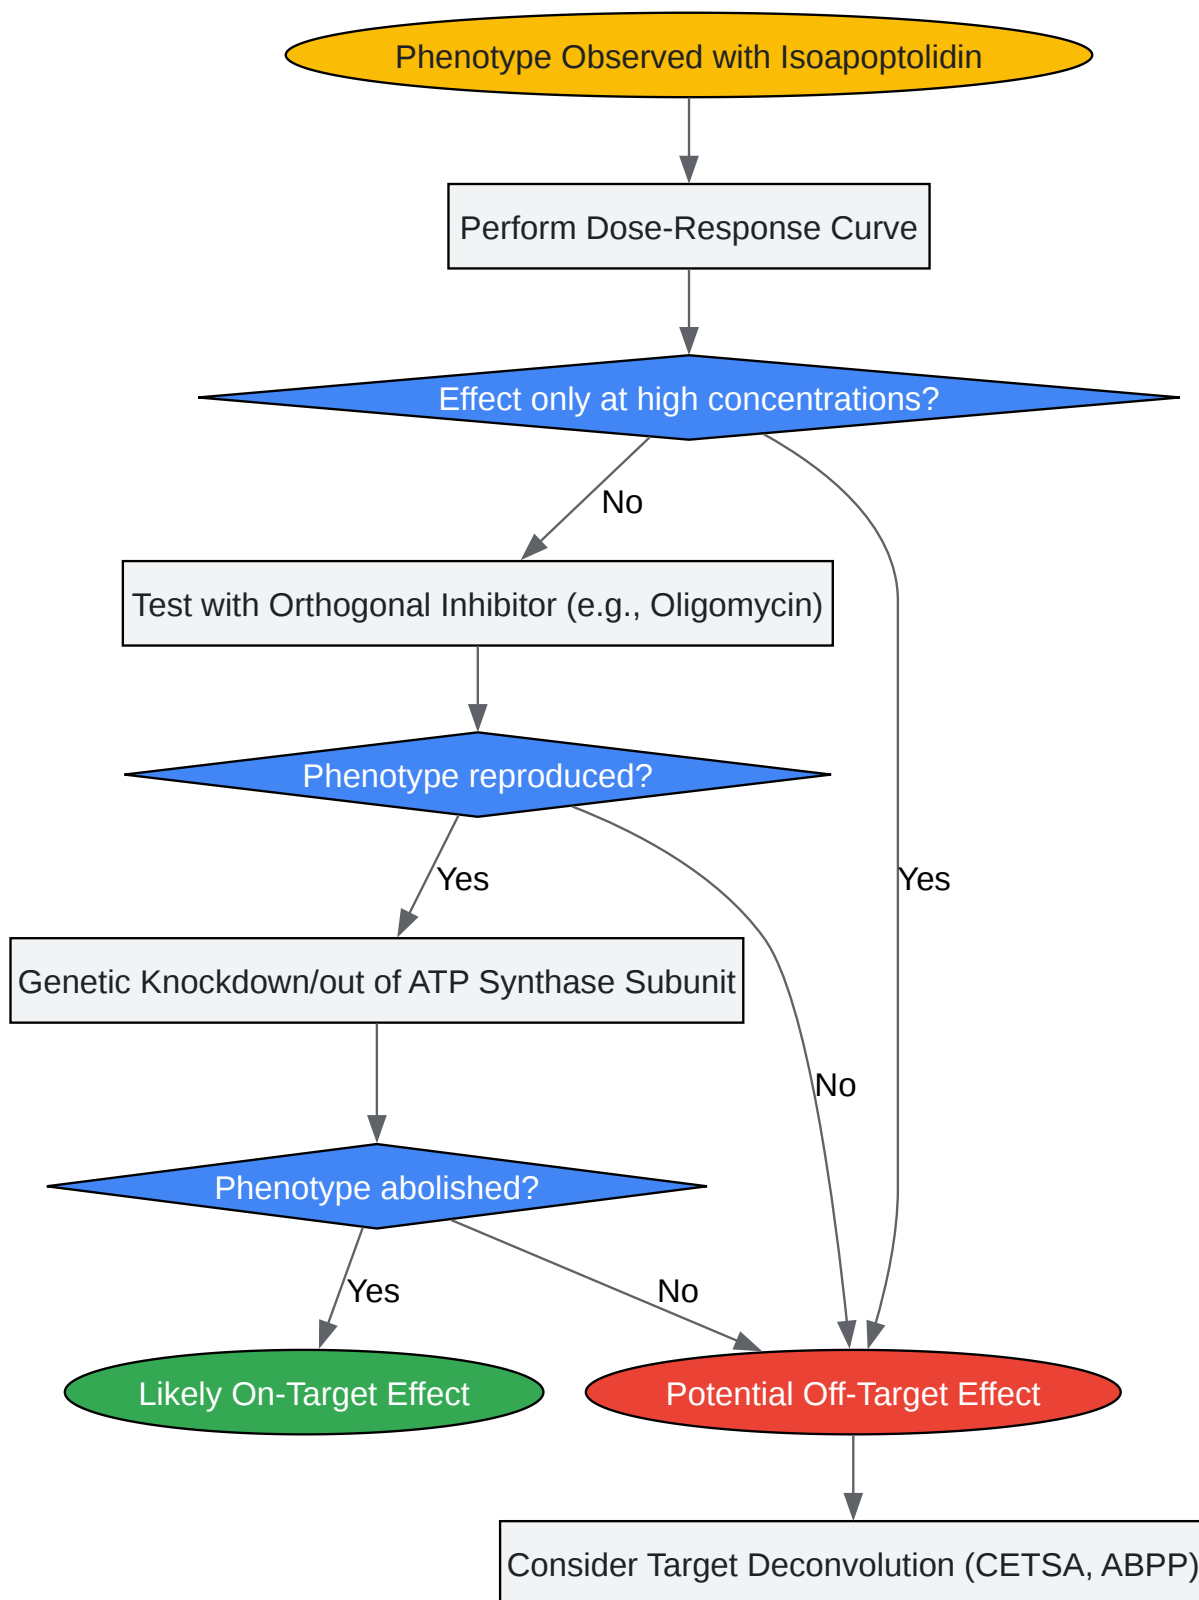 Phenotype Observed with Isoapoptolidin
Perform Dose-Response Curve
Effect only at high concentrations?
No
Test with Orthogonal Inhibitor (e.g., Oligomycin)
Phenotype reproduced?
Yes
Yes
Genetic Knockdown/out of ATP Synthase Subunit
No
Phenotype abolished?
Yes
No
Likely On-Target Effect
Potential Off-Target Effect
Consider Target Deconvolution (CETSA, ABPP)